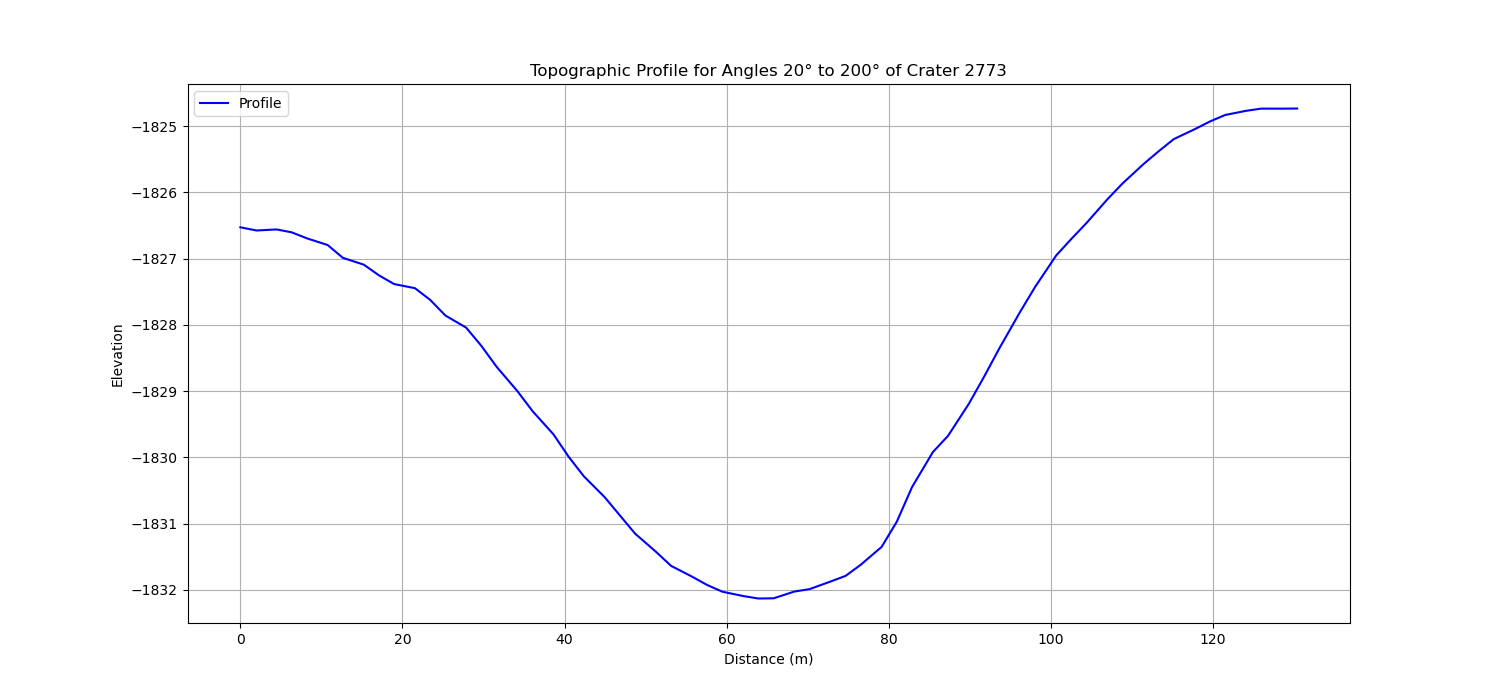 Topographic Profile for Angles 20° to 200° of Crater 2773
Profile
−1825
−1826
−1827
−1828
−1829
−1830
−1831
−1832
Elevation
0 20 40 60 80 100 120
Distance (m)